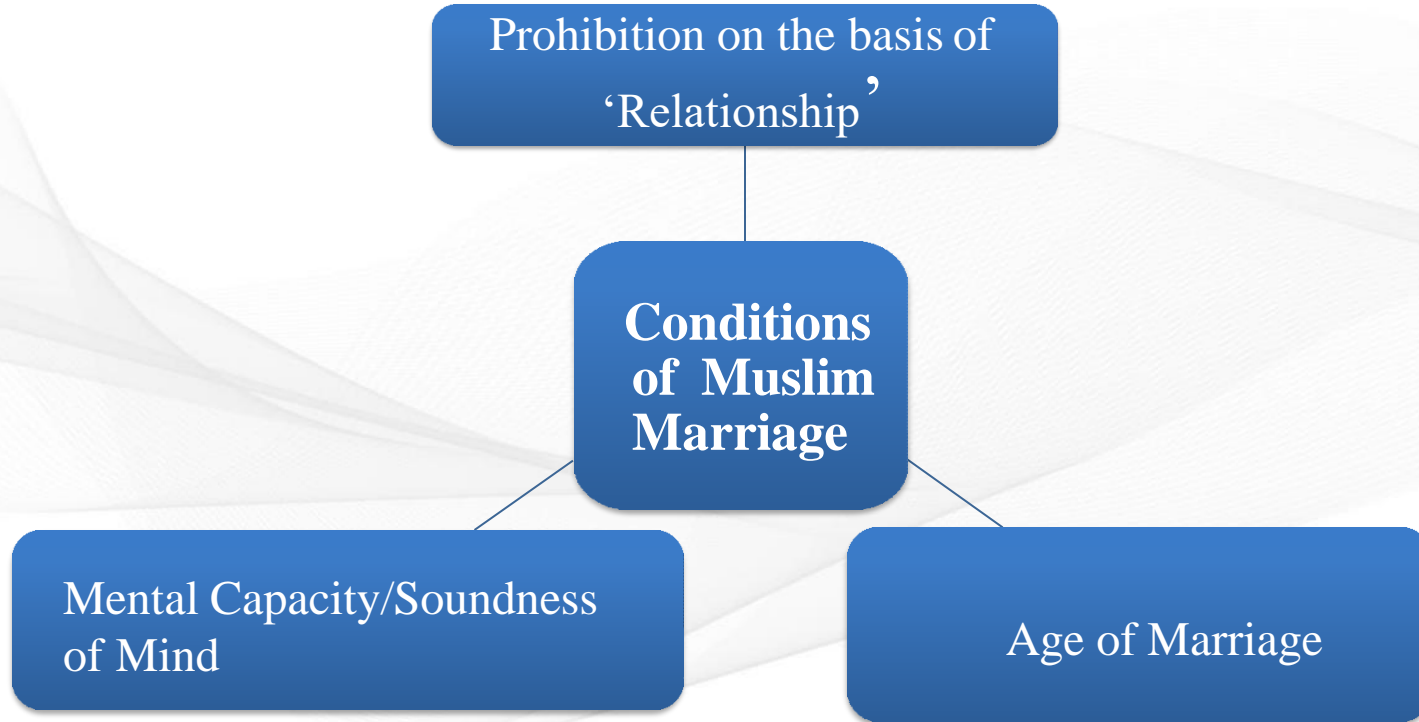 Prohibition on the basis of
‘Relationship’
Conditions
of Muslim
Marriage
Mental Capacity/Soundness
of Mind
Age of Marriage